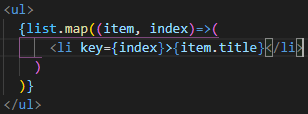 <ul>
  {list.map((item, index)=>(
      <li key={index}>{item.title}</li>
    )
  )}
</ul>